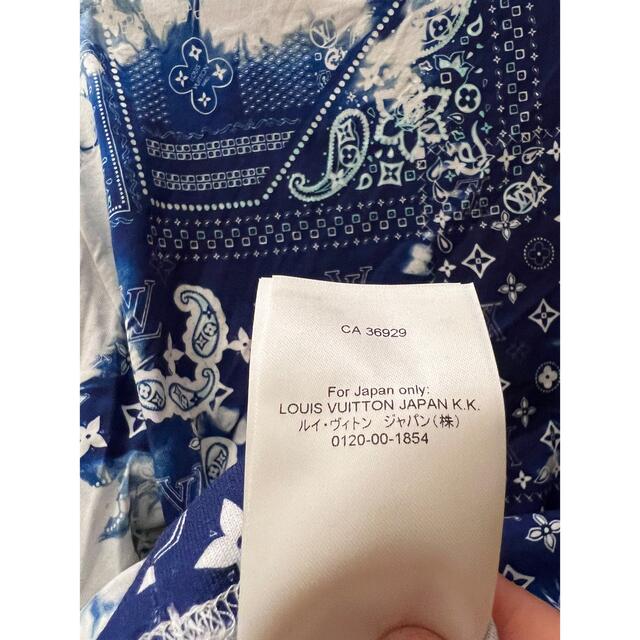 CA 36929
For Japan only:
LOUIS VUITTON JAPAN K.K.
ルイ・ヴィトン ジャパン(株)
0120-00-1854